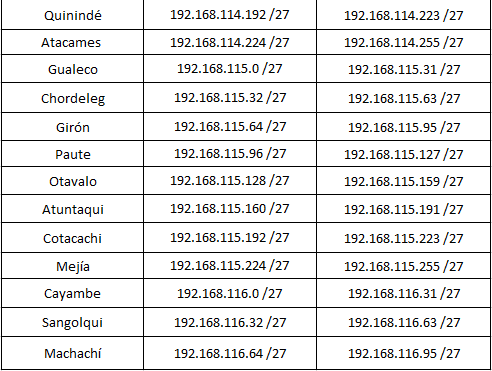 Quinindé 192.168.114.192 /27 192.168.114.223 /27
Atacames 192.168.114.224 /27 192.168.114.255 /27
Gualeco 192.168.115.0 /27 192.168.115.31 /27
Chordeleg 192.168.115.32 /27 192.168.115.63 /27
Girón 192.168.115.64 /27 192.168.115.95 /27
Paute 192.168.115.96 /27 192.168.115.127 /27
Otavalo 192.168.115.128 /27 192.168.115.159 /27
Atuntaqui 192.168.115.160 /27 192.168.115.191 /27
Cotacachi 192.168.115.192 /27 192.168.115.223 /27
Mejía 192.168.115.224 /27 192.168.115.255 /27
Cayambe 192.168.116.0 /27 192.168.116.31 /27
Sangolqui 192.168.116.32 /27 192.168.116.63 /27
Machachí 192.168.116.64 /27 192.168.116.95 /27